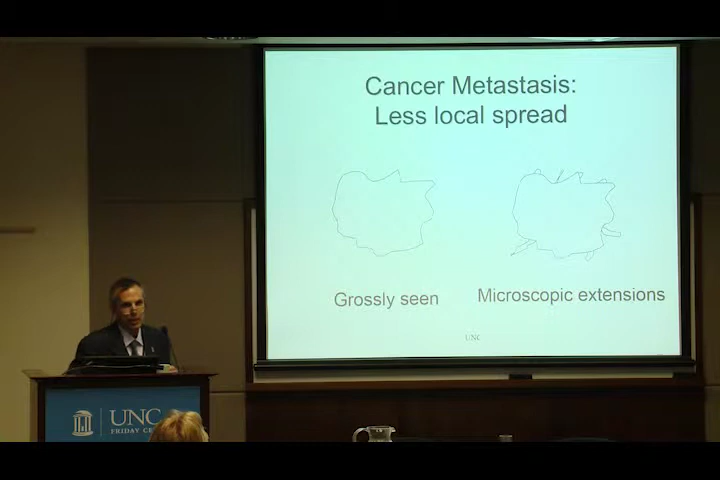 Cancer Metastasis:
Less local spread
Grossly seen
Microscopic extensions
UNC
UNC
FRIDAY CE